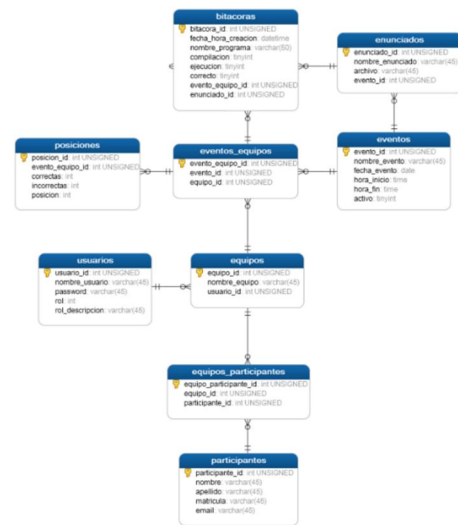 bitacoras
bitacora_id: int UNSIGNED
fecha_hora_creacion: datetime
nombre_programa: varchar(50)
compilacion: tinyint
ejecucion: tinyint
correcto: tinyint
evento_equipo_id: int UNSIGNED
enunciado_id: int UNSIGNED
enunciados
enunciado_id: int UNSIGNED
nombre_enunciado: varchar(45)
archivo: varchar(45)
evento_id: int UNSIGNED
posiciones
posicion_id: int UNSIGNED
evento_equipo_id: int UNSIGNED
correctas: int
incorrectas: int
posicion: int
eventos_equipos
evento_equipo_id: int UNSIGNED
evento_id: int UNSIGNED
equipo_id: int UNSIGNED
eventos
evento_id: int UNSIGNED
nombre_evento: varchar(45)
fecha_evento: date
hora_inicio: time
hora_fin: time
activo: tinyint
usuarios
usuario_id: int UNSIGNED
nombre_usuario: varchar(45)
password: varchar(45)
rol: int
rol_descripcion: varchar(45)
equipos
equipo_id: int UNSIGNED
nombre_equipo: varchar(45)
usuario_id: int UNSIGNED
equipos_participantes
equipo_participante_id: int UNSIGNED
equipo_id: int UNSIGNED
participante_id: int UNSIGNED
participantes
participante_id: int UNSIGNED
nombre: varchar(45)
apellido: varchar(45)
matricula: varchar(45)
email: varchar(45)